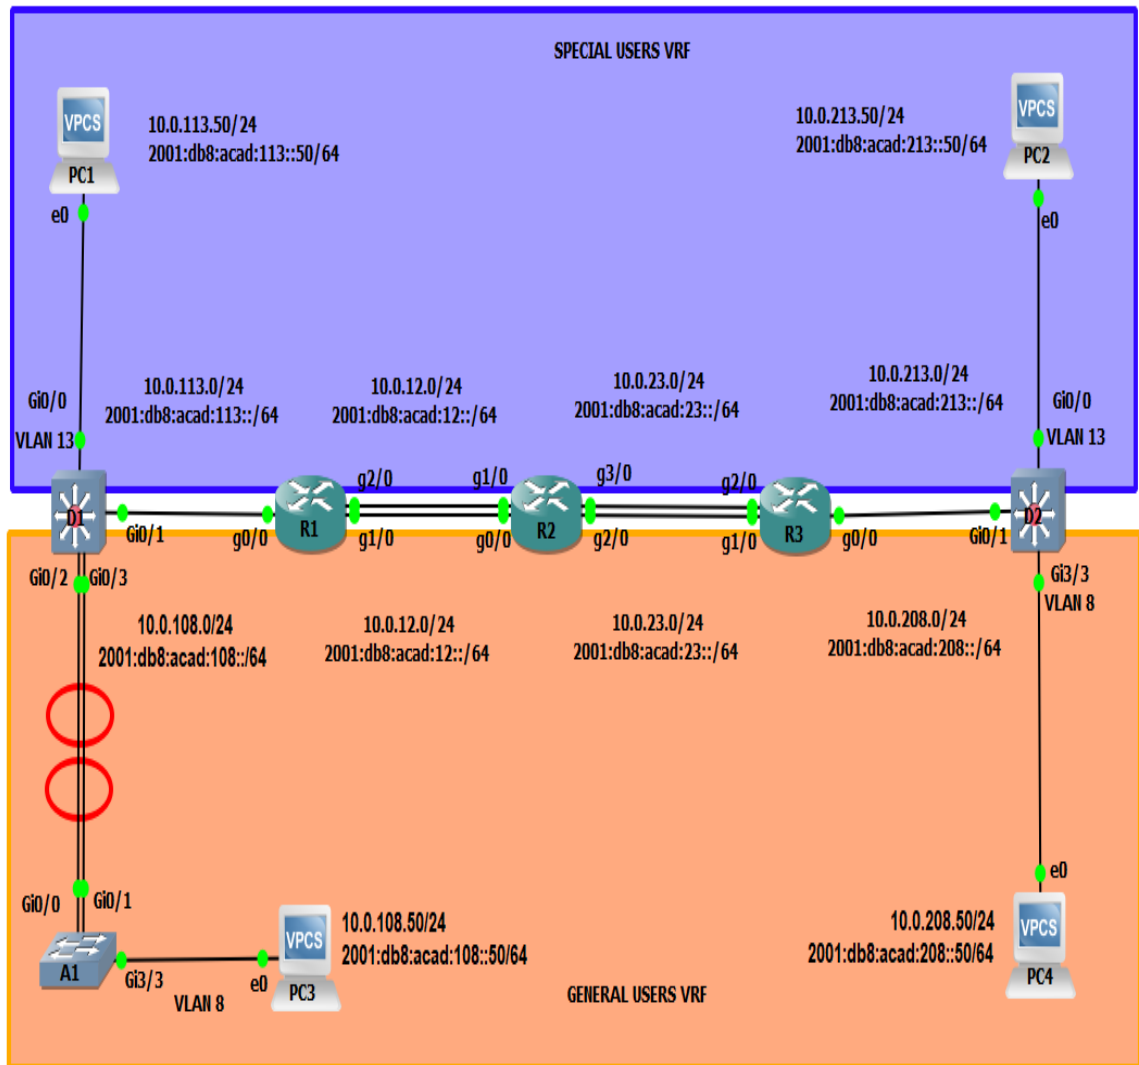 SPECIAL USERS VRF
VPCS
10.0.113.50/24
2001:db8:acad:113::50/64
PC1
e0
VPCS
10.0.213.50/24
2001:db8:acad:213::50/64
PC2
e0
Gi0/0
VLAN 13
10.0.113.0/24
2001:db8:acad:113::/64
10.0.12.0/24
2001:db8:acad:12::/64
10.0.23.0/24
2001:db8:acad:23::/64
10.0.213.0/24
2001:db8:acad:213::/64
Gi0/0
VLAN 13
D1
Gi0/1
g0/0
R1
g2/0
g1/0
g1/0
g0/0
R2
g3/0
g2/0
g2/0
g1/0
R3
g0/0
Gi0/1
D2
Gi0/2
Gi0/3
Gi3/3
VLAN 8
10.0.108.0/24
2001:db8:acad:108::/64
10.0.12.0/24
2001:db8:acad:12::/64
10.0.23.0/24
2001:db8:acad:23::/64
10.0.208.0/24
2001:db8:acad:208::/64
Gi0/0
Gi0/1
A1
Gi3/3
VLAN 8
e0
VPCS
PC3
10.0.108.50/24
2001:db8:acad:108::50/64
GENERAL USERS VRF
10.0.208.50/24
2001:db8:acad:208::50/64
e0
VPCS
PC4